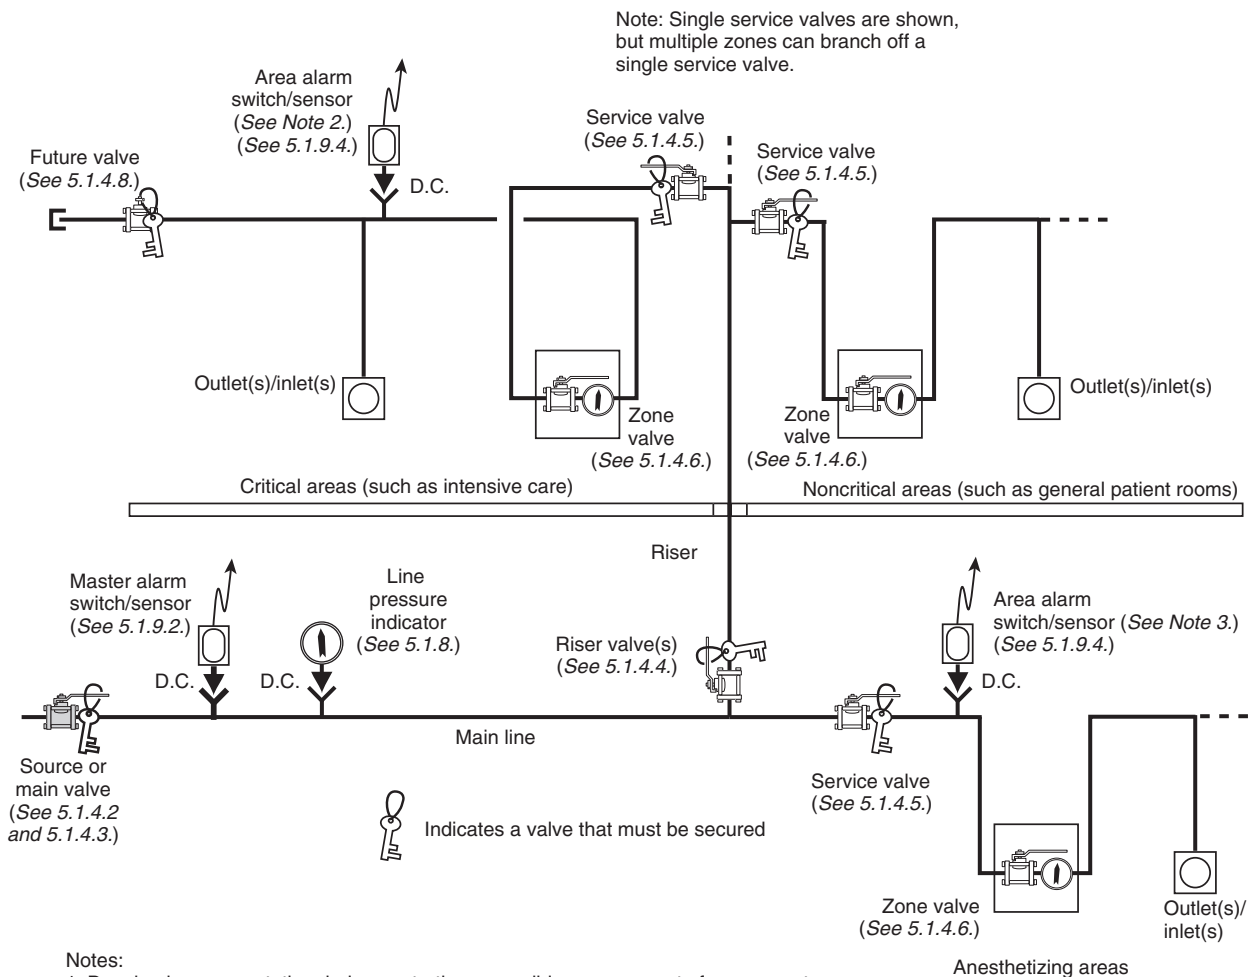 Note: Single service valves are shown,
but multiple zones can branch off a
single service valve.
Area alarm
switch/sensor
(See Note 2.)
(See 5.1.9.4.)
D.C.
Future valve
(See 5.1.4.8.)
Service valve
(See 5.1.4.5.)
Service valve
(See 5.1.4.5.)
Outlet(s)/inlet(s)
Zone
valve
(See 5.1.4.6.)
Zone
valve
(See 5.1.4.6.)
Outlet(s)/inlet(s)
Critical areas (such as intensive care)
Noncritical areas (such as general patient rooms)
Riser
Master alarm
switch/sensor
(See 5.1.9.2.)
D.C.
Line
pressure
indicator
(See 5.1.8.)
D.C.
Riser valve(s)
(See 5.1.4.4.)
Area alarm
switch/sensor (See Note 3.)
(See 5.1.9.4.)
D.C.
Main line
Source or
main valve
(See 5.1.4.2
and 5.1.4.3.)
Indicates a valve that must be secured
Service valve
(See 5.1.4.5.)
Zone valve
(See 5.1.4.6.)
Outlet(s)/
inlet(s)
Anesthetizing areas
Notes: